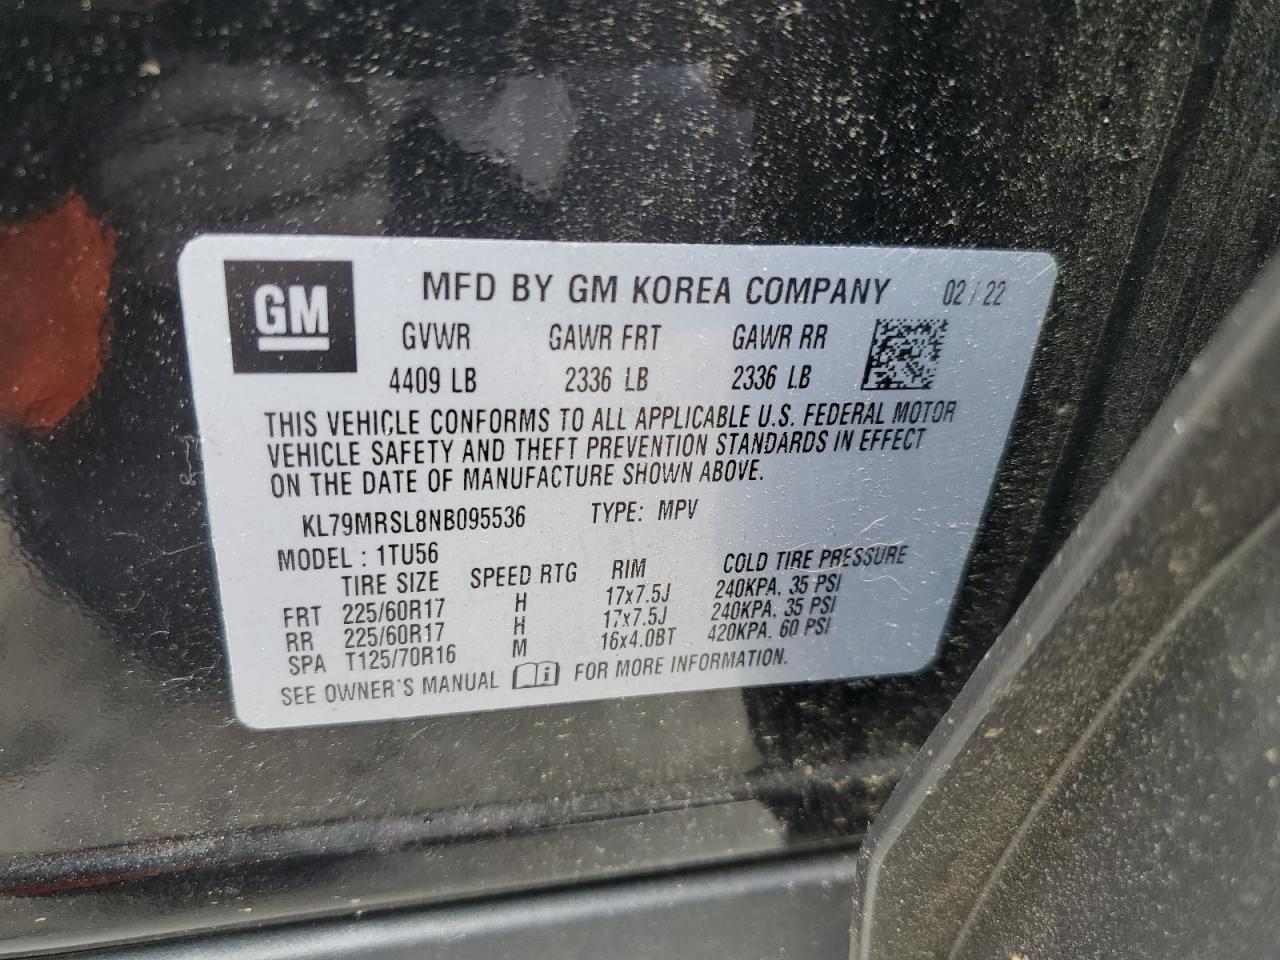 GM
MFD BY GM KOREA COMPANY 02/22
GVWR GAWR FRT GAWR RR
4409 LB 2336 LB 2336 LB
THIS VEHICLE CONFORMS TO ALL APPLICABLE U.S. FEDERAL MOTOR
VEHICLE SAFETY AND THEFT PREVENTION STANDARDS IN EFFECT
ON THE DATE OF MANUFACTURE SHOWN ABOVE.
KL79MRSL8NB095536 TYPE: MPV
MODEL : 1TU56
TIRE SIZE SPEED RTG RIM COLD TIRE PRESSURE
FRT 225/60R17 H 17x7.5J 240KPA, 35 PSI
RR 225/60R17 H 17x7.5J 240KPA, 35 PSI
SPA T125/70R16 M 16x4.0BT 420KPA, 60 PSI
SEE OWNER'S MANUAL i FOR MORE INFORMATION.